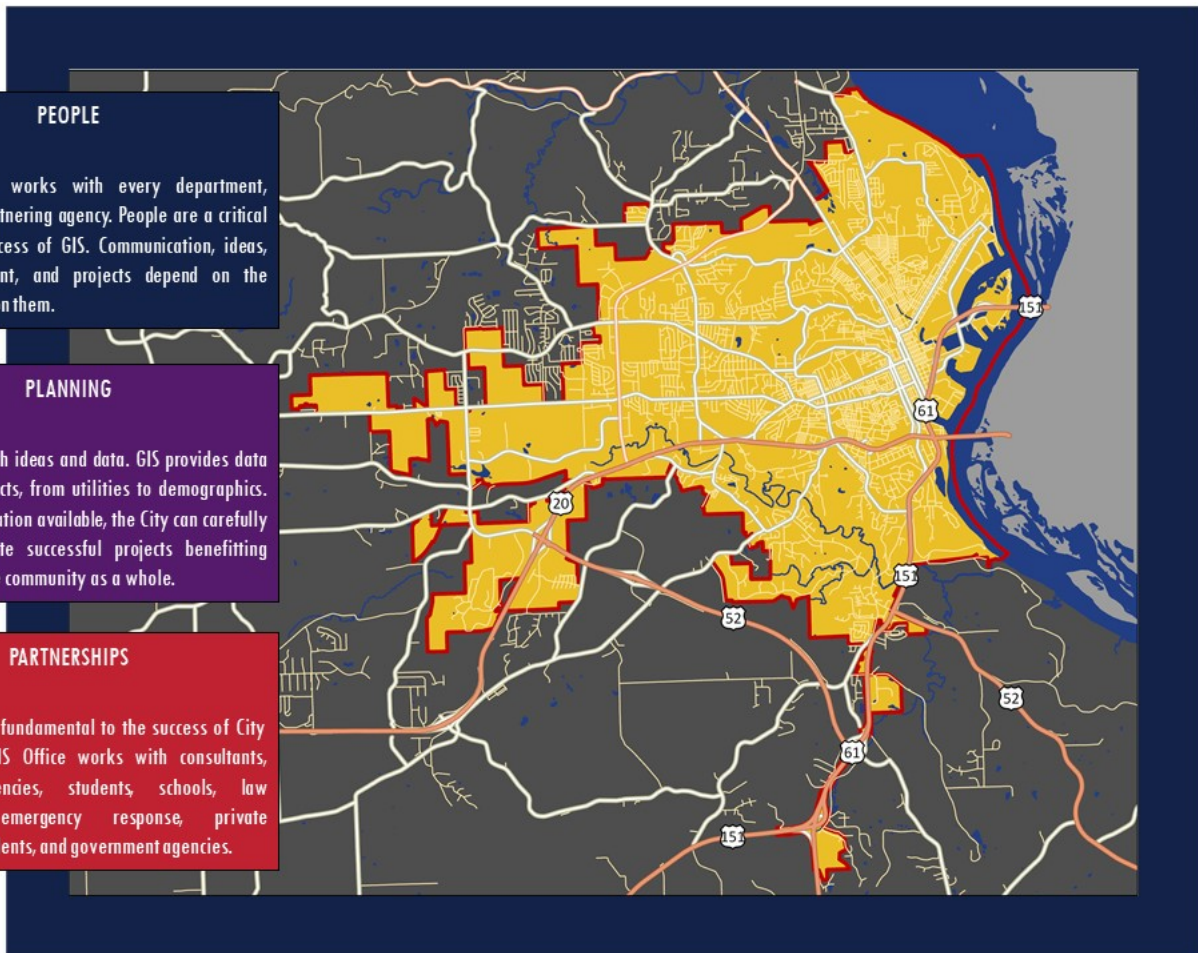 PEOPLE
works with every department,
tnering agency. People are a critical
cess of GIS. Communication, ideas,
nt, and projects depend on the
on them.
PLANNING
h ideas and data. GIS provides data
cts, from utilities to demographics.
ation available, the City can carefully
te successful projects benefitting
e community as a whole.
PARTNERSHIPS
fundamental to the success of City
IS Office works with consultants,
encies, students, schools, law
emergency response, private
lents, and government agencies.
151
61
20
151
52
52
61
151